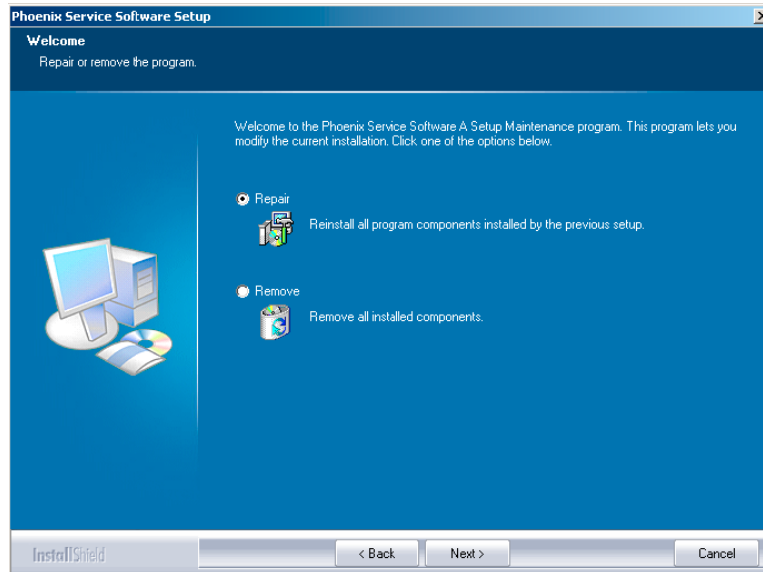 Phoenix Service Software Setup
Welcome
Repair or remove the program.
Welcome to the Phoenix Service Software A Setup Maintenance program. This program lets you
modify the current installation. Click one of the options below.
Repair
Reinstall all program components installed by the previous setup.
Remove
Remove all installed components.
InstallShield
< Back
Next >
Cancel